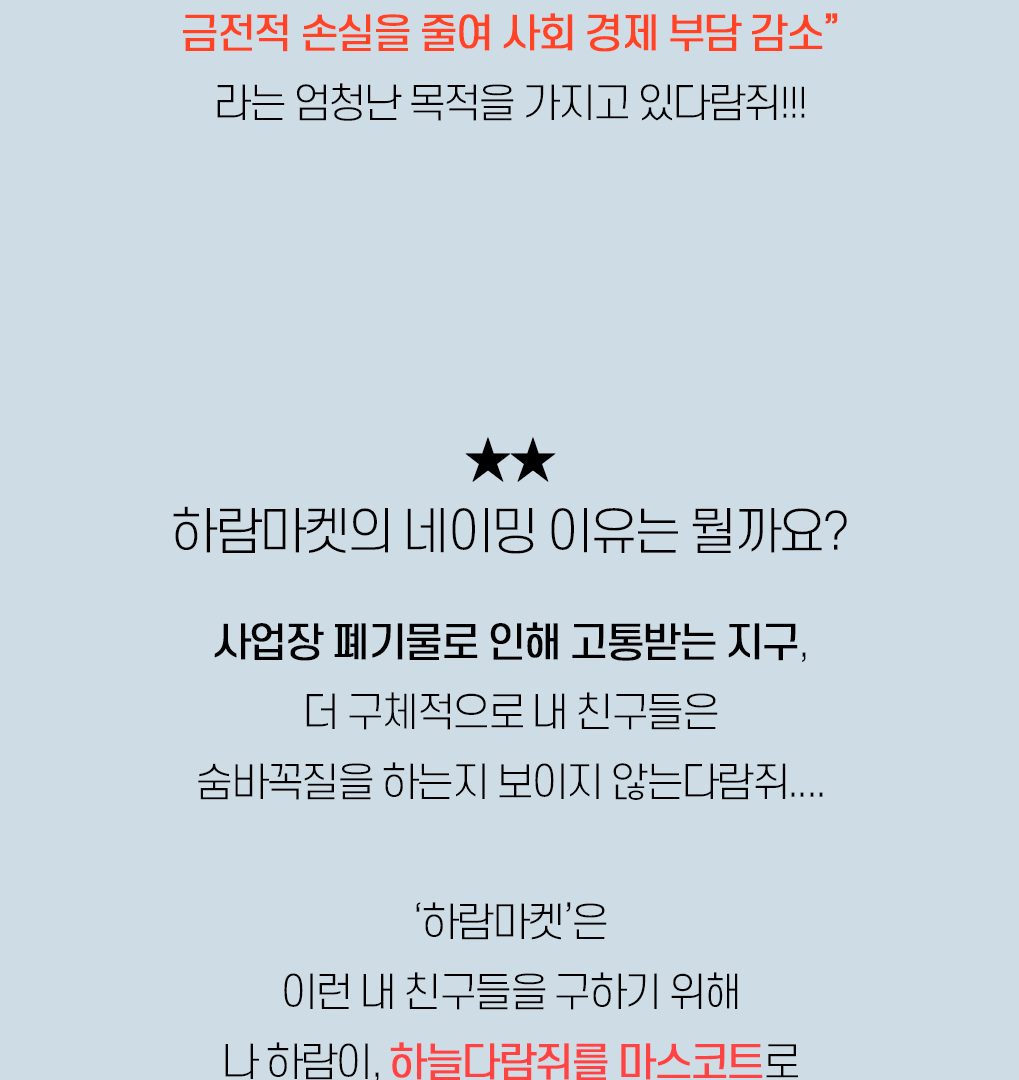 금전적 손실을 줄여 사회 경제 부담 감소”
라는 엄청난 목적을 가지고 있다람쥐!!!
★★
하람마켓의 네이밍 이유는 뭘까요?
사업장 폐기물로 인해 고통받는 지구,
더 구체적으로 내 친구들은
숨바꼭질을 하는지 보이지 않는다람쥐....
‘하람마켓’은
이런 내 친구들을 구하기 위해
나 하람이, 하늘다람쥐를 마스코트로